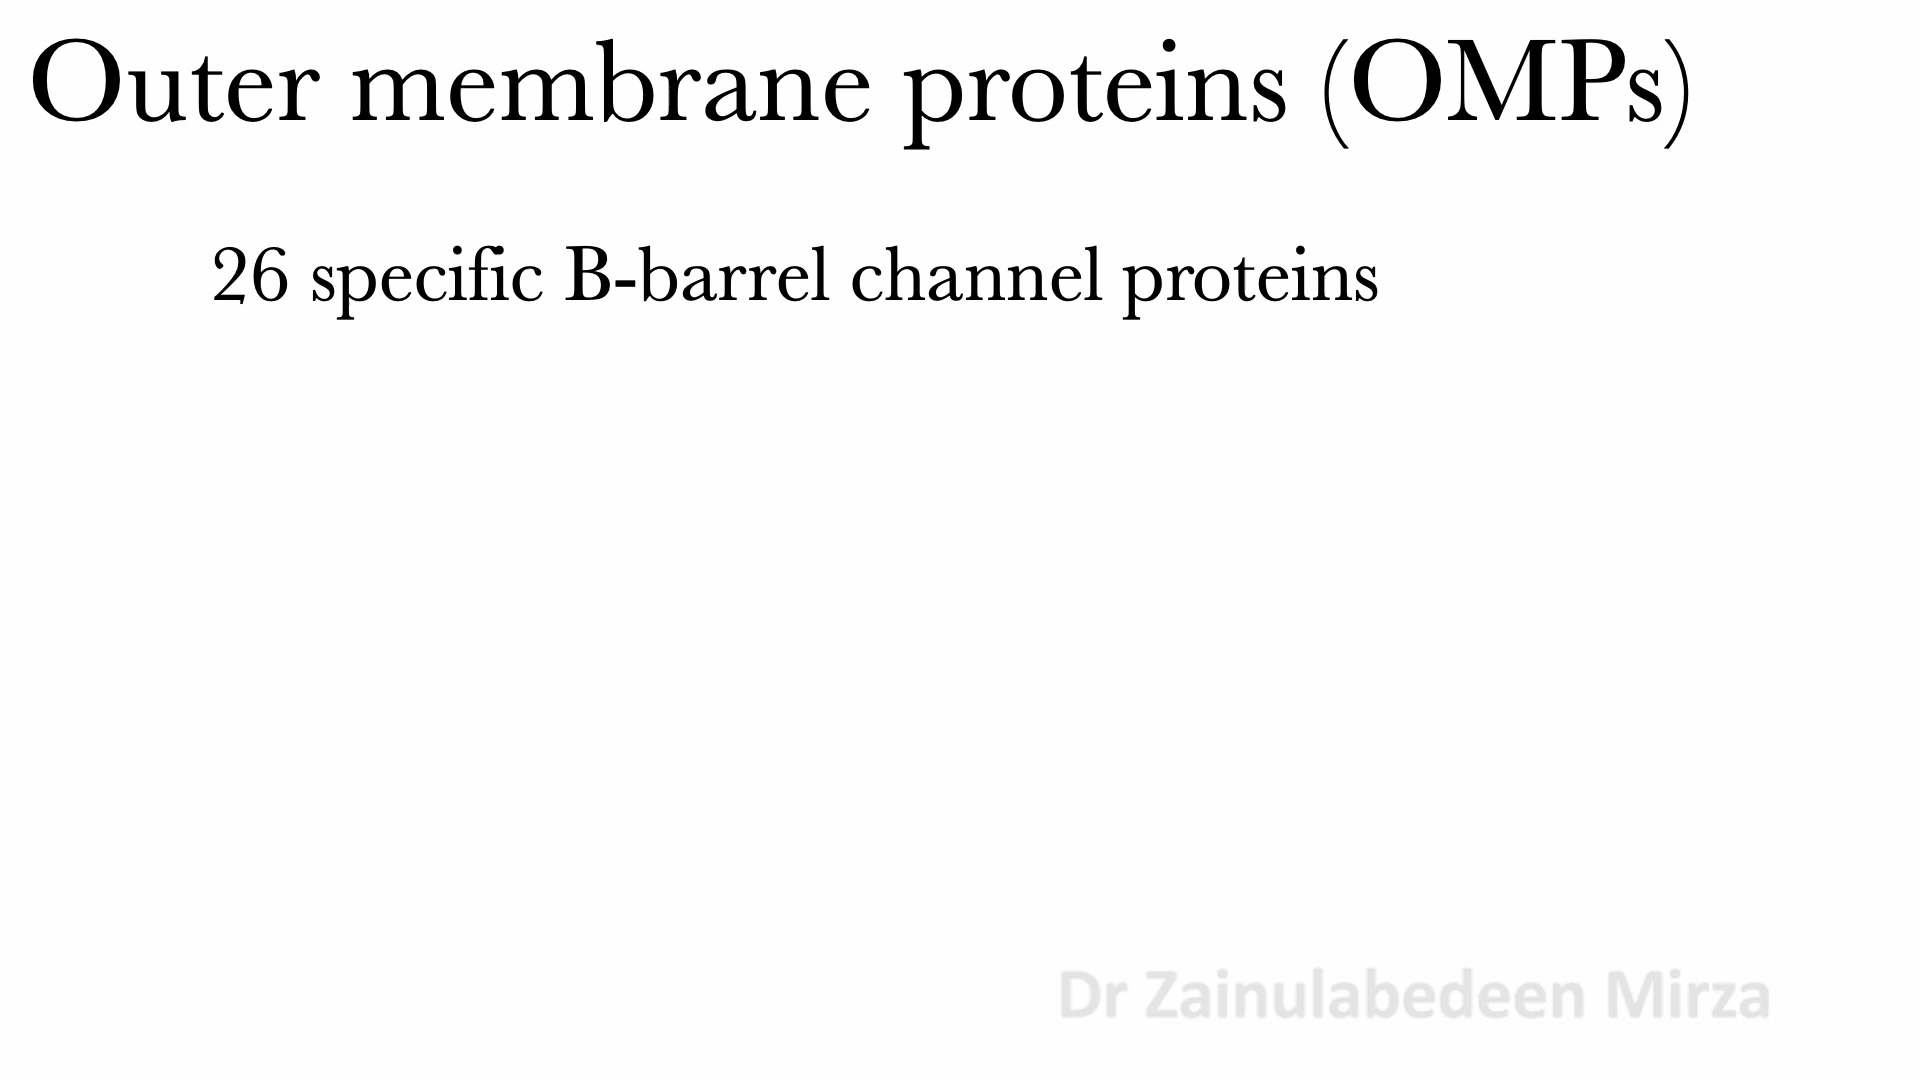 Outer membrane proteins (OMPs)
26 specific B-barrel channel proteins
Dr Zainulabedeen Mirza